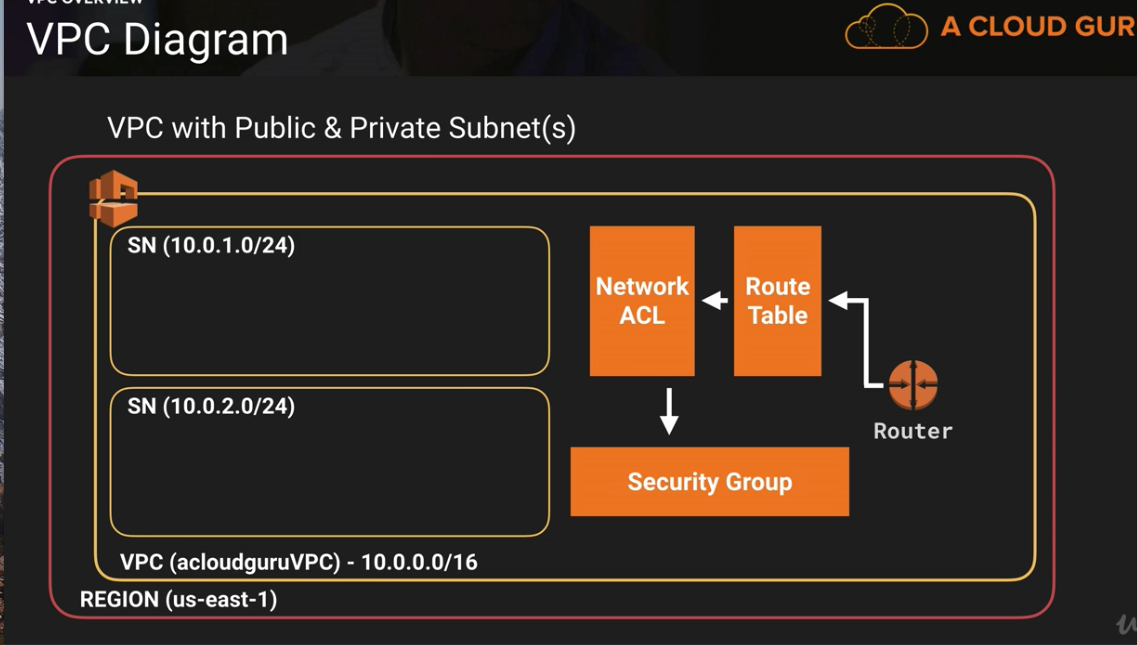 VPC OVERVIEW
VPC Diagram
A CLOUD GUR
VPC with Public & Private Subnet(s)
SN (10.0.1.0/24)
Network
ACL
Route
Table
SN (10.0.2.0/24)
Router
Security Group
VPC (acloudguruVPC) - 10.0.0.0/16
REGION (us-east-1)